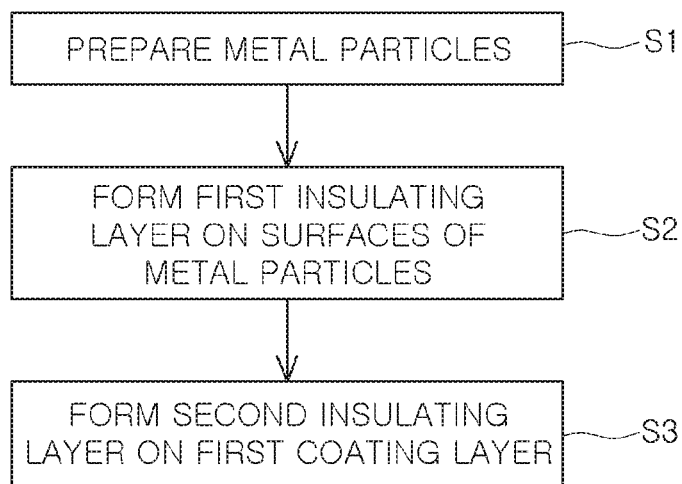 PREPARE METAL PARTICLES
S1
FORM FIRST INSULATING
LAYER ON SURFACES OF
METAL PARTICLES
S2
FORM SECOND INSULATING
LAYER ON FIRST COATING LAYER
S3